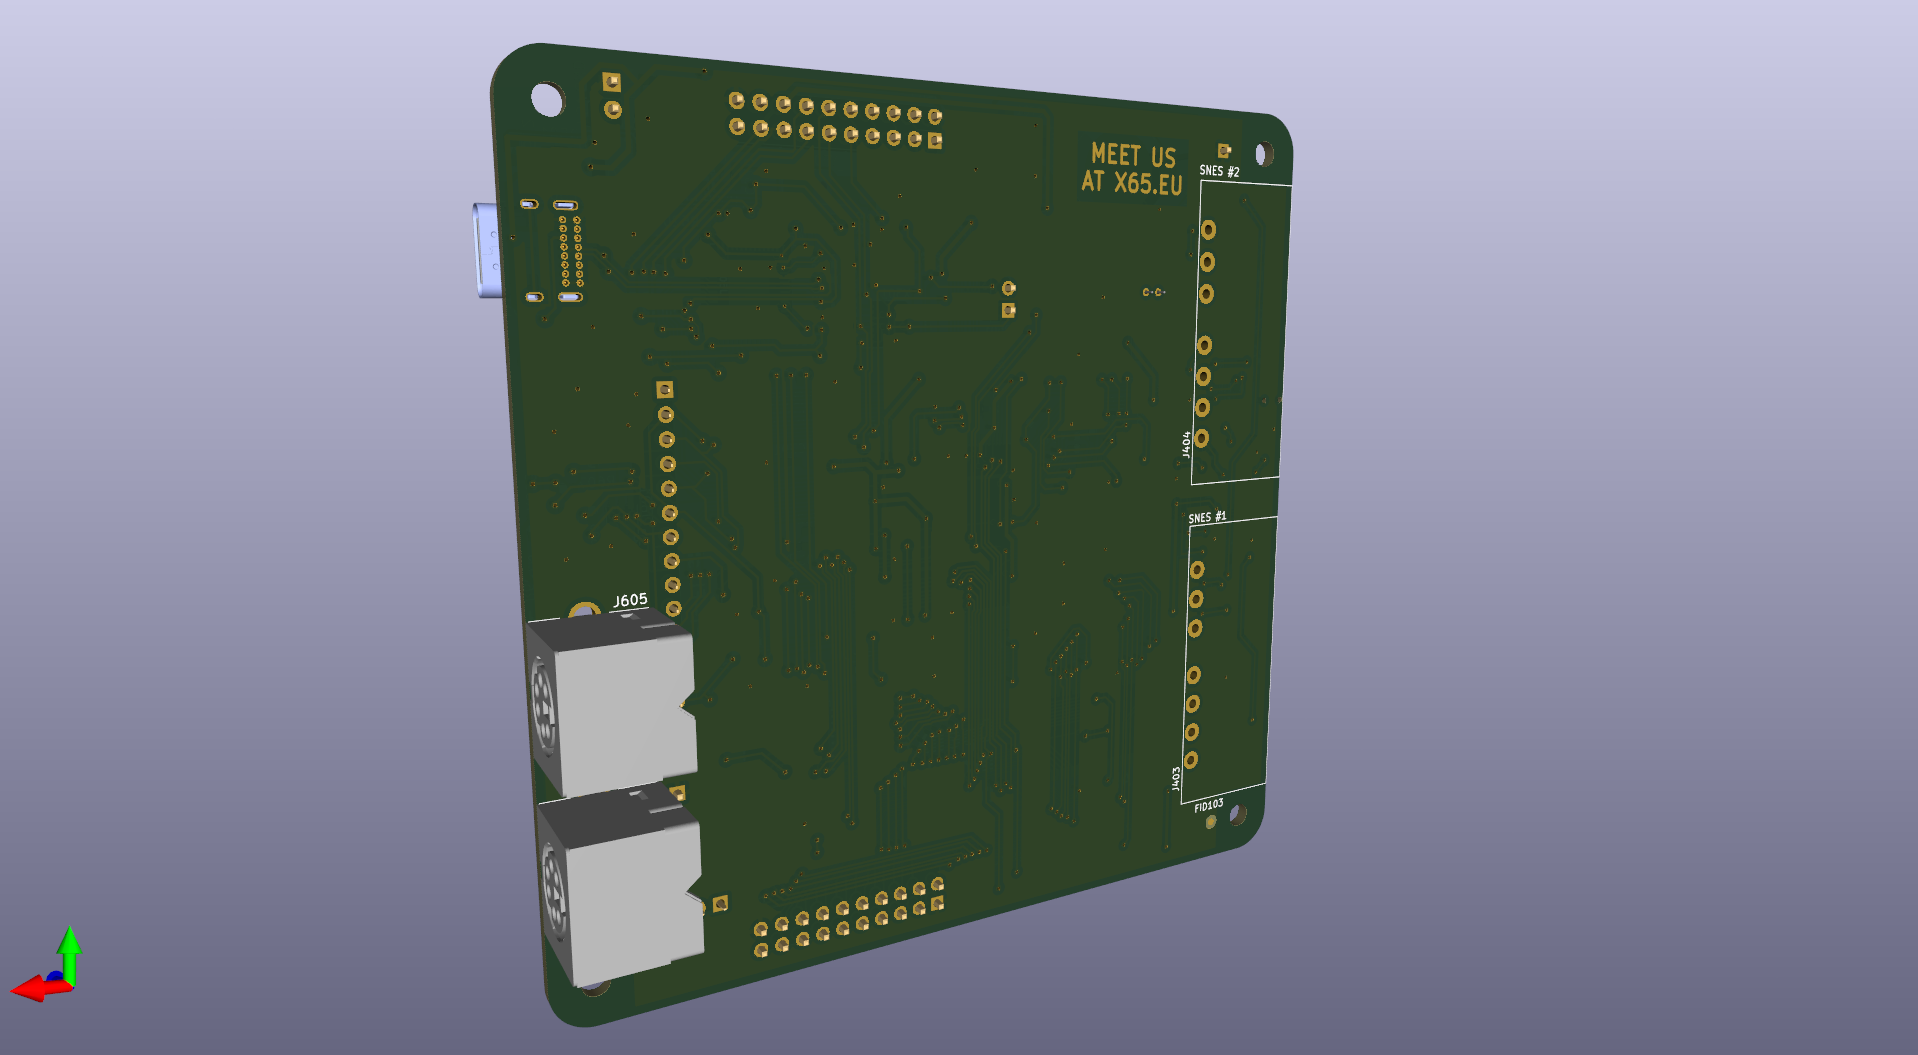 MEET US
AT X65.EU
SNES #2
J404
SNES #1
J605
J403
FID103